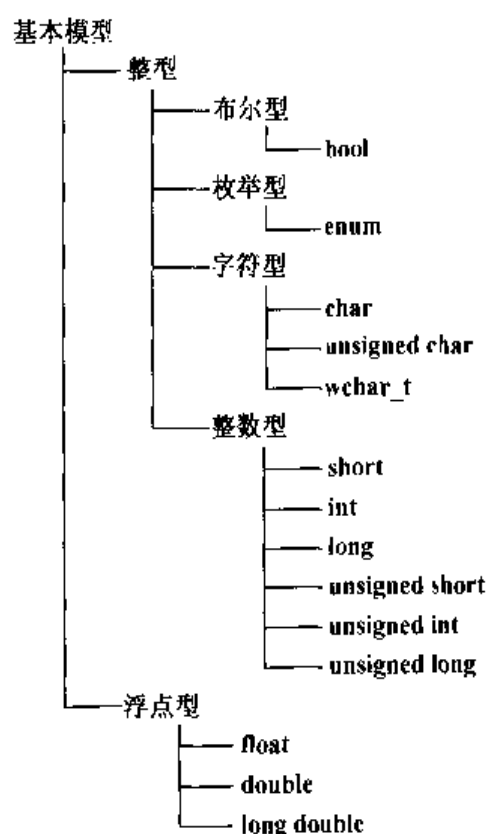 基本模型
整型
布尔型
bool
枚举型
enum
字符型
char
unsigned char
wchar_t
整数型
short
int
long
unsigned short
unsigned int
unsigned long
浮点型
float
double
long double